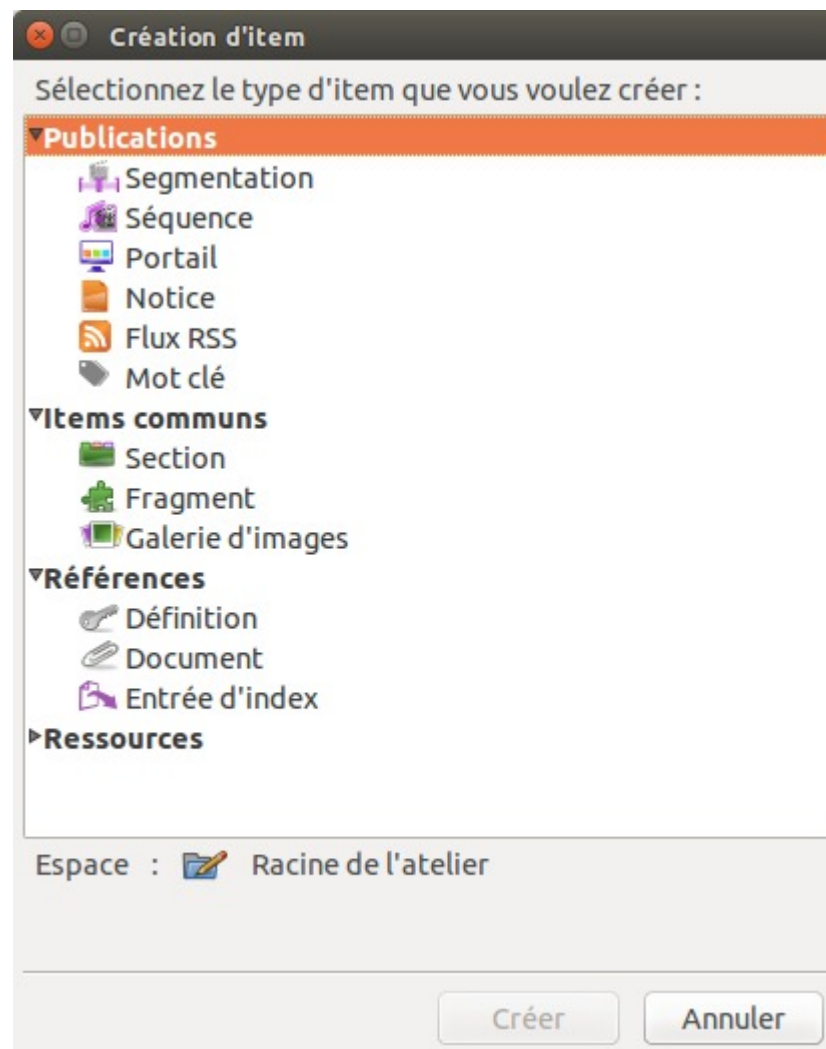 Création d'item
Sélectionnez le type d'item que vous voulez créer :
Publications
Segmentation
Séquence
Portail
Notice
Flux RSS
Mot clé
Items communs
Section
Fragment
Galerie d'images
Références
Définition
Document
Entrée d'index
Ressources
Espace : Racine de l'atelier
Créer Annuler